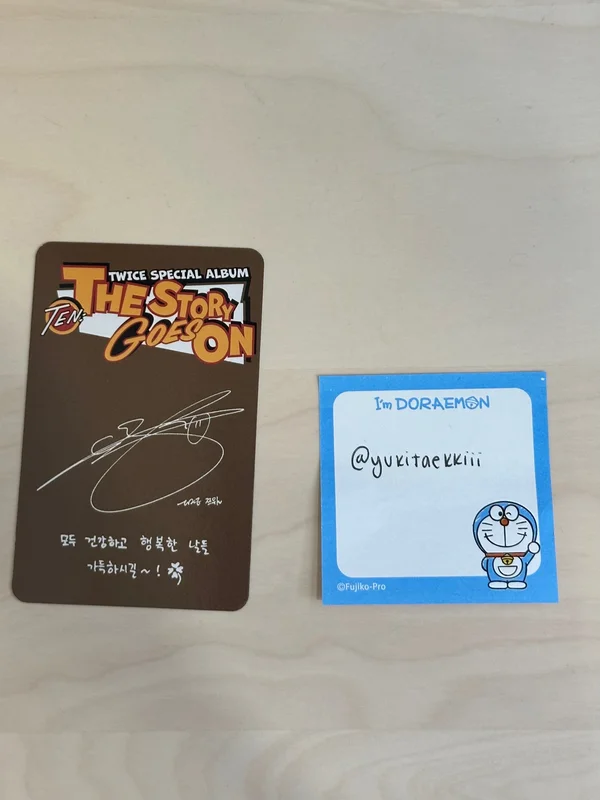 TWICE SPECIAL ALBUM
TEN:
THE STORY
GOES ON
모두 건강하고 행복한 날들
가득하시길~!
I'm DORAEMON
@yukitaekkiii
©Fujiko-Pro